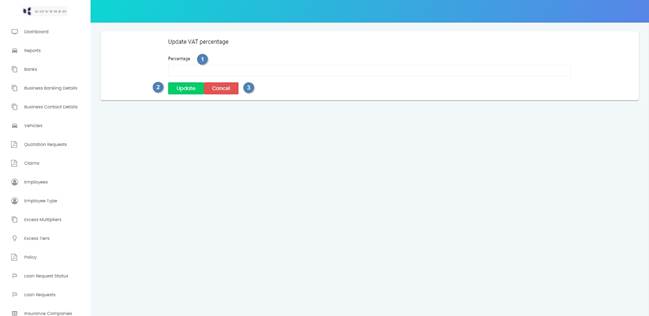 Dashboard
Reports
Banks
Business Banking Details
Business Contact Details
Vehicles
Quotation Requests
Claims
Employees
Employee Type
Excess Multipliers
Excess Tiers
Policy
Loan Request Status
Loan Requests
Insurance Companies
Update VAT percentage
Percentage 1
2 Update Cancel 3